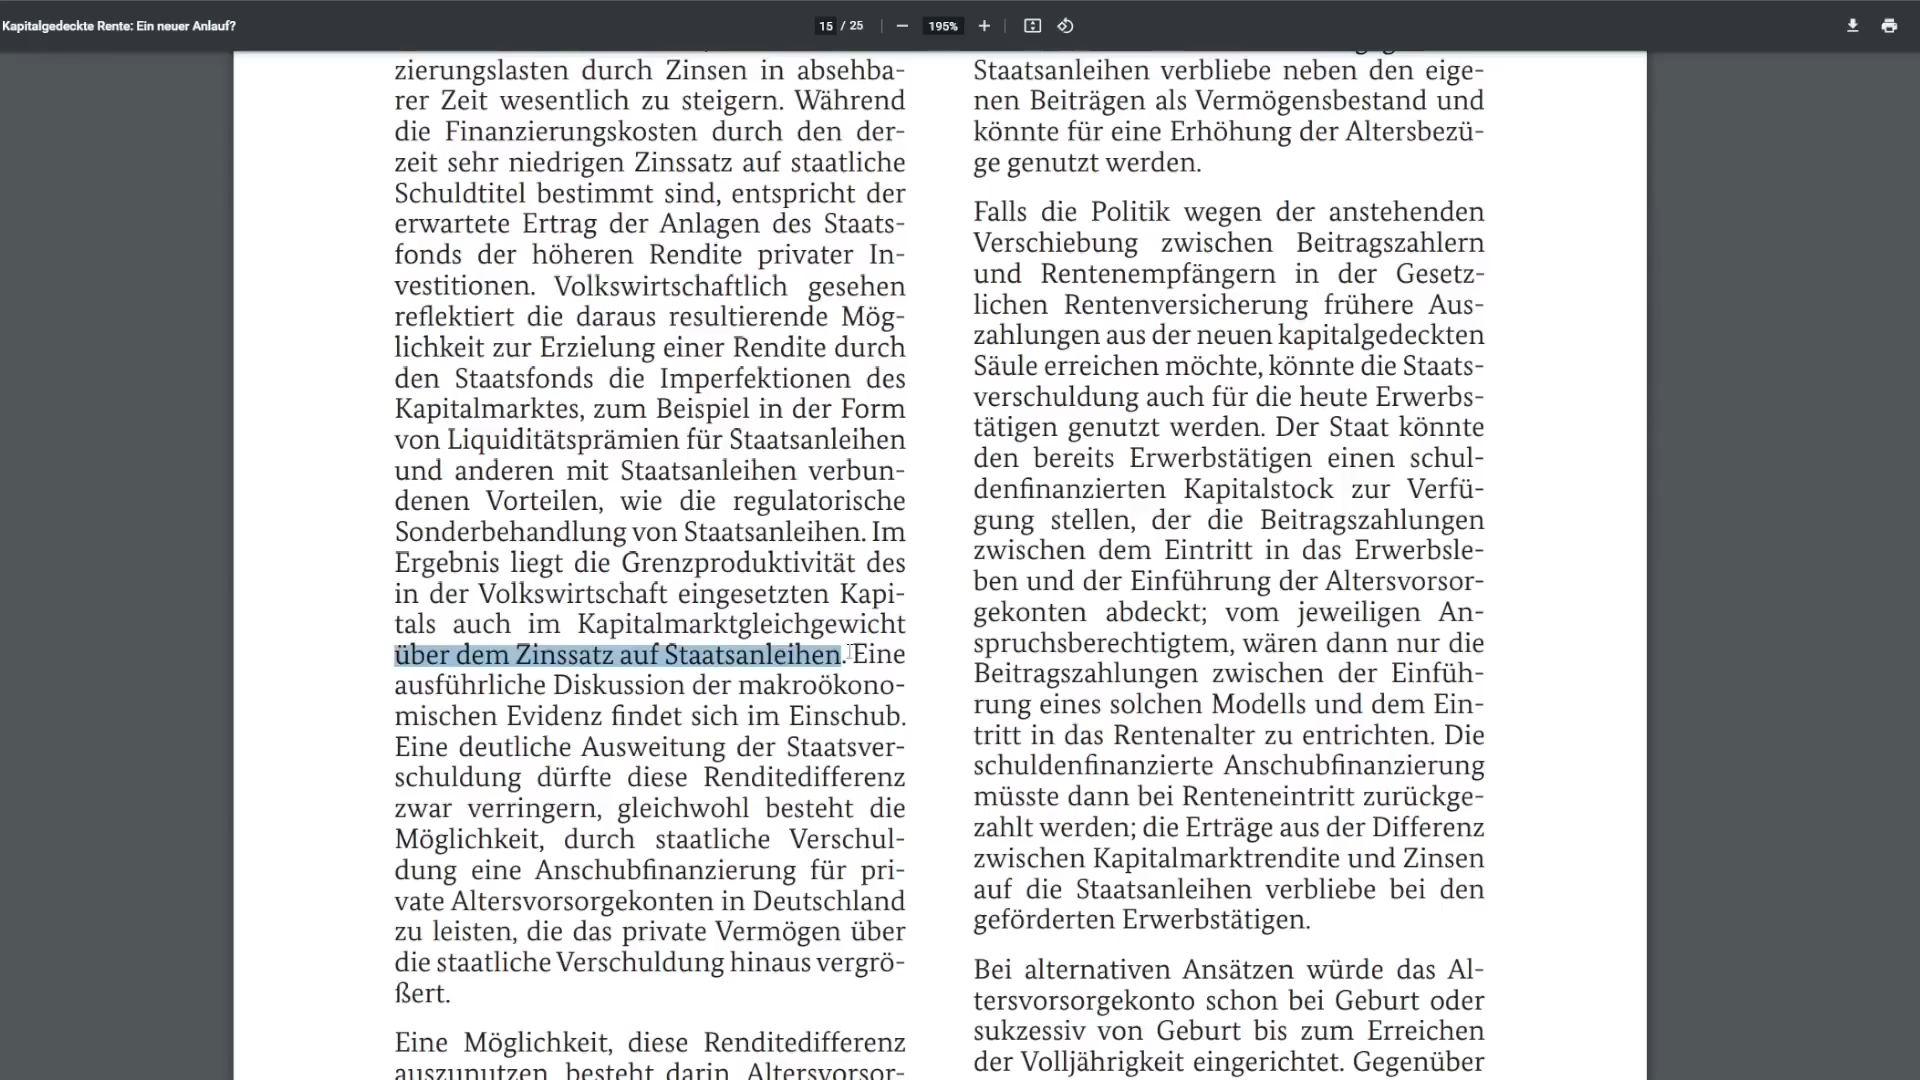 Kapitalgedeckte Rente: Ein neuer Anlauf?
15 / 25
195%
zierungslasten durch Zinsen in absehba-
rer Zeit wesentlich zu steigern. Während
die Finanzierungskosten durch den der-
zeit sehr niedrigen Zinssatz auf staatliche
Schuldtitel bestimmt sind, entspricht der
erwartete Ertrag der Anlagen des Staats-
fonds der höheren Rendite privater In-
vestitionen. Volkswirtschaftlich gesehen
reflektiert die daraus resultierende Mög-
lichkeit zur Erzielung einer Rendite durch
den Staatsfonds die Imperfektionen des
Kapitalmarktes, zum Beispiel in der Form
von Liquiditätsprämien für Staatsanleihen
und anderen mit Staatsanleihen verbun-
denen Vorteilen, wie die regulatorische
Sonderbehandlung von Staatsanleihen. Im
Ergebnis liegt die Grenzproduktivität des
in der Volkswirtschaft eingesetzten Kapi-
tals auch im Kapitalmarktgleichgewicht
über dem Zinssatz auf Staatsanleihen. Eine
ausführliche Diskussion der makroökono-
mischen Evidenz findet sich im Einschub.
Eine deutliche Ausweitung der Staatsver-
schuldung dürfte diese Renditedifferenz
zwar verringern, gleichwohl besteht die
Möglichkeit, durch staatliche Verschul-
dung eine Anschubfinanzierung für pri-
vate Altersvorsorgekonten in Deutschland
zu leisten, die das private Vermögen über
die staatliche Verschuldung hinaus vergrö-
ßert.
Eine Möglichkeit, diese Renditedifferenz
auszunutzen, besteht darin, Altersvorsor-
Staatsanleihen verbliebe neben den eige-
nen Beiträgen als Vermögensbestand und
könnte für eine Erhöhung der Altersbezü-
ge genutzt werden.
Falls die Politik wegen der anstehenden
Verschiebung zwischen Beitragszahlern
und Rentenempfängern in der Gesetz-
lichen Rentenversicherung frühere Aus-
zahlungen aus der neuen kapitalgedeckten
Säule erreichen möchte, könnte die Staats-
verschuldung auch für die heute Erwerbs-
tätigen genutzt werden. Der Staat könnte
den bereits Erwerbstätigen einen schul-
denfinanzierten Kapitalstock zur Verfü-
gung stellen, der die Beitragszahlungen
zwischen dem Eintritt in das Erwerbsle-
ben und der Einführung der Altersvorsor-
gekonten abdeckt; vom jeweiligen An-
spruchsberechtigtem, wären dann nur die
Beitragszahlungen zwischen der Einfüh-
rung eines solchen Modells und dem Ein-
tritt in das Rentenalter zu entrichten. Die
schuldenfinanzierte Anschubfinanzierung
müsste dann bei Renteneintritt zurückge-
zahlt werden; die Erträge aus der Differenz
zwischen Kapitalmarktrendite und Zinsen
auf die Staatsanleihen verbliebe bei den
geförderten Erwerbstätigen.
Bei alternativen Ansätzen würde das Al-
tersvorsorgekonto schon bei Geburt oder
sukzessiv von Geburt bis zum Erreichen
der Volljährigkeit eingerichtet. Gegenüber